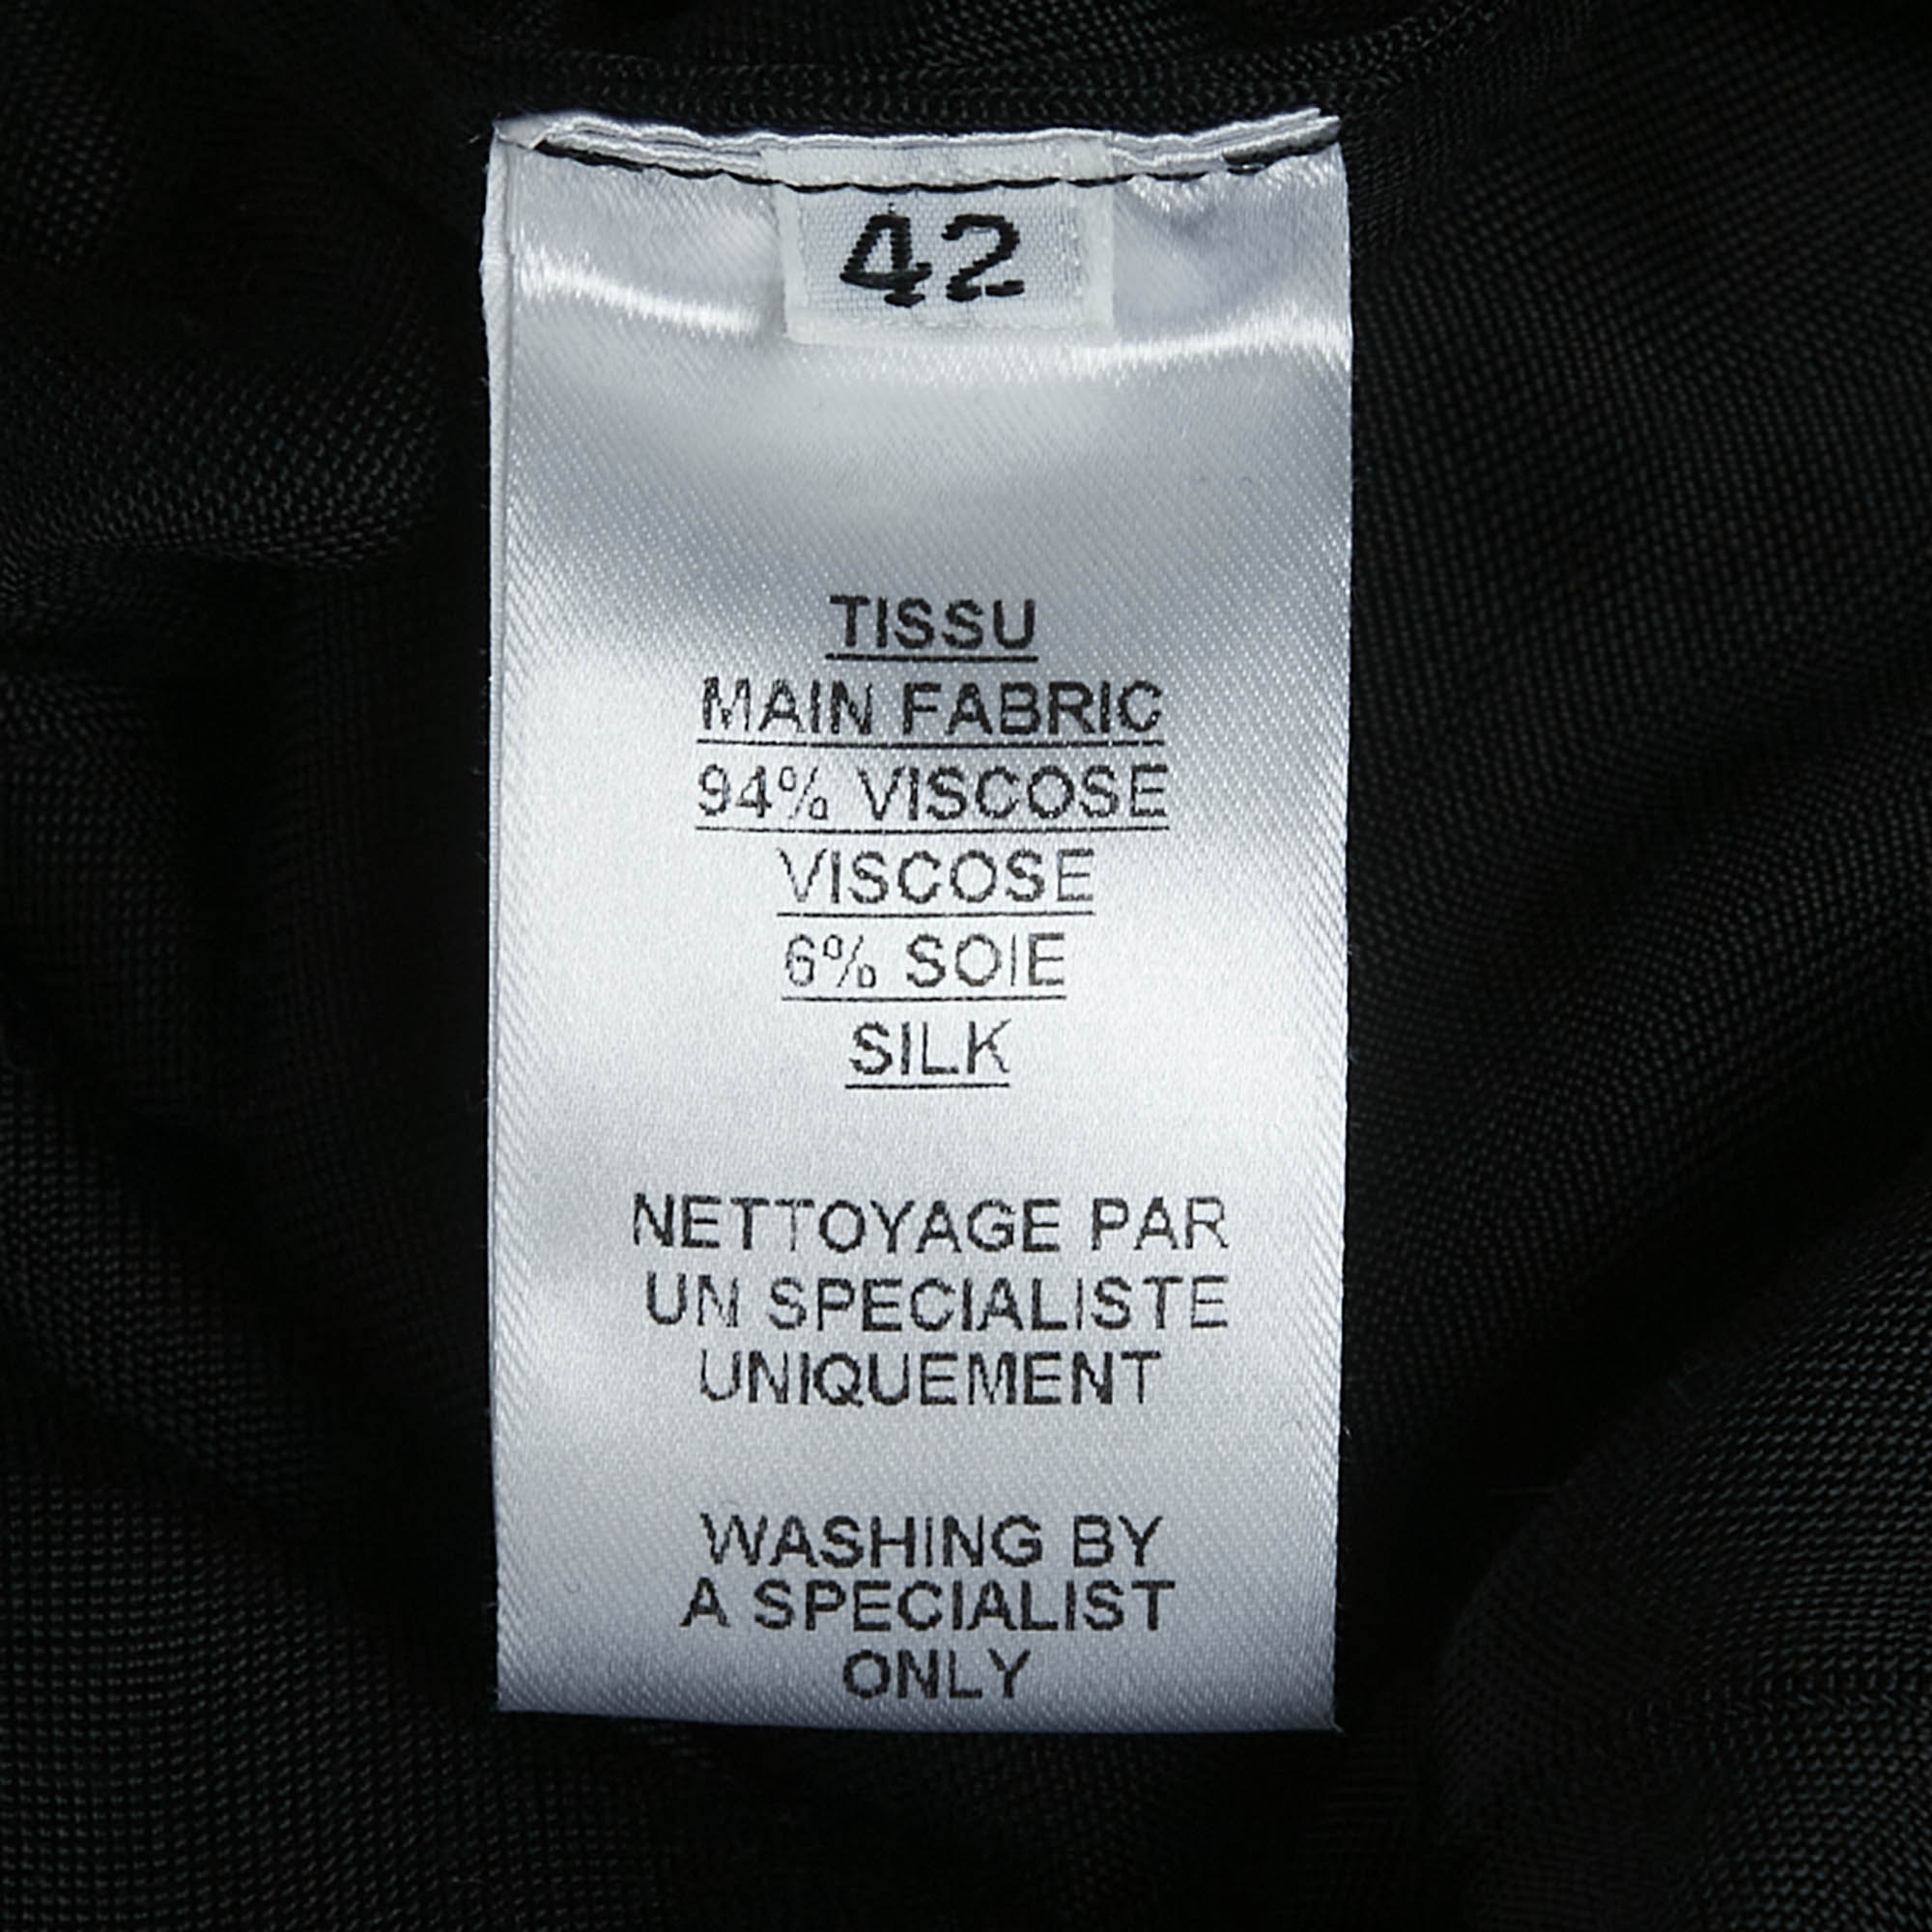 42
TISSU
MAIN FABRIC
94% VISCOSE
VISCOSE
6% SOIE
SILK
NETTOYAGE PAR
UN SPECIALISTE
UNIQUEMENT
WASHING BY
A SPECIALIST
ONLY